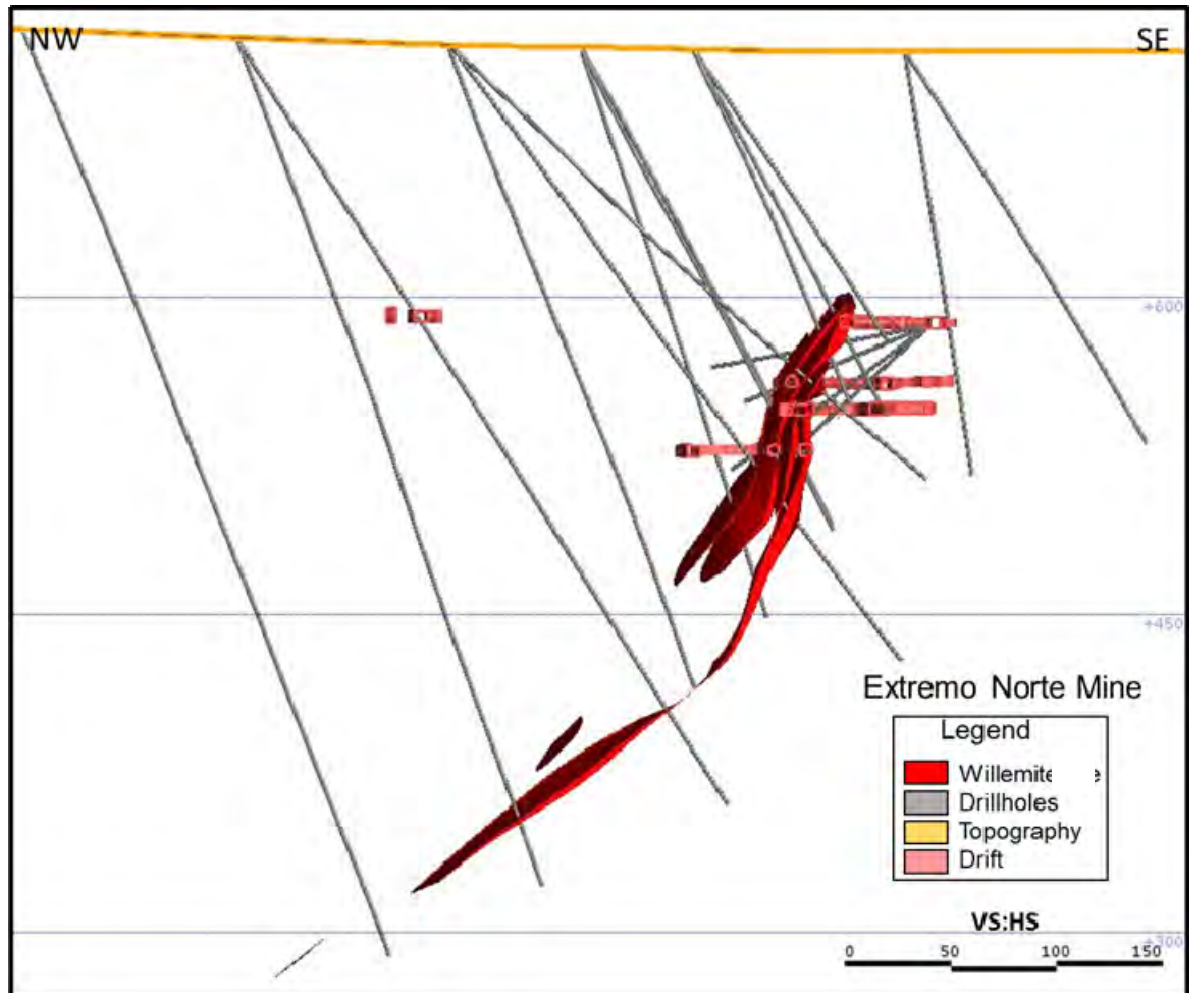 NW
SE
+600
+450
Extremo Norte Mine
Legend
Willemite e
Drillholes
Topography
Drift
VS:HS
+300
0 50 100 150